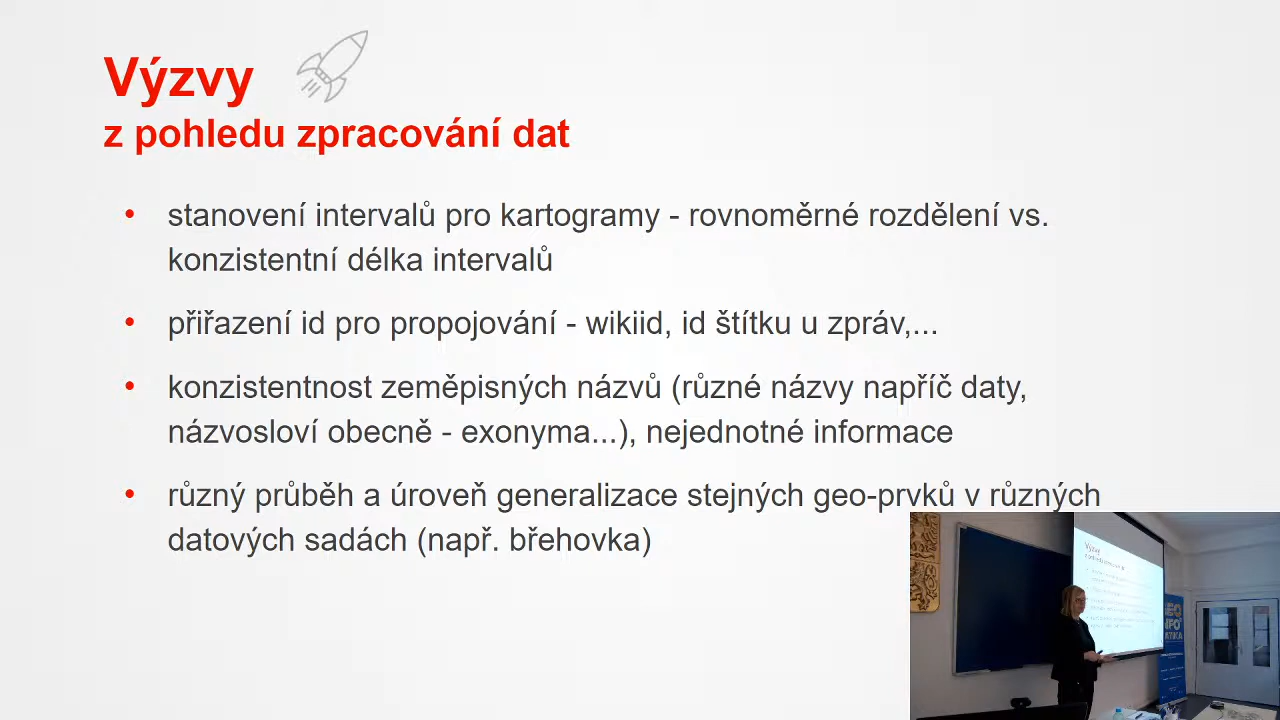 Výzvy
z pohledu zpracování dat
• stanovení intervalů pro kartogramy - rovnoměrné rozdělení vs.
konzistentní délka intervalů
• přiřazení id pro propojování - wikiid, id štítku u zpráv,...
• konzistentnost zeměpisných názvů (různé názvy napříč daty,
názvosloví obecně - exonyma...), nejednotné informace
• různý průběh a úroveň generalizace stejných geo-prvků v různých
datových sadách (např. břehovka)
Výzvy